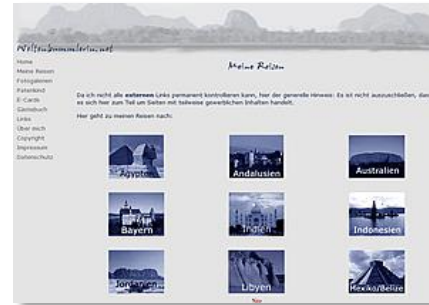 Weltenbummlerin.net
Meine Reisen
Home
Meine Reisen
Fotogalerien
Patenkind
E-Cards
Gästebuch
Links
Über mich
Copyright
Impressum
Datenschutz
Da ich nicht alle externen Links permanent kontrollieren kann, hier der generelle Hinweis: Es ist nicht auszuschließen, dass
es sich hier zum Teil um Seiten mit teilweise gewerblichen Inhalten handelt.
Hier geht zu meinen Reisen nach:
Ägypten
Andalusien
Australien
Bayern
Indien
Indonesien
Jordanien
Libyen
Mexiko/Belize
Neu